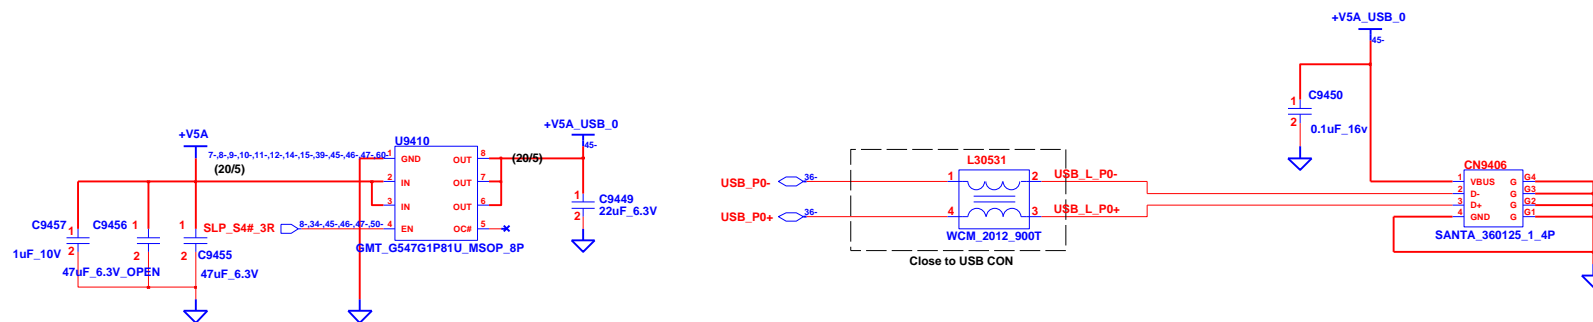 +V5A_USB_0
45-
1
C9450
2
0.1uF_16v
+V5A
U9410
+V5A_USB_0
7-,8-,9-,10-,11-,12-,14-,15-,39-,45-,46-,47-,60-
1 GND OUT 8
(20/5)
45-
(20/5)
2 IN OUT 7
3 IN OUT 6
4 EN OC# 5
GMT_G547G1P81U_MSOP_8P
SLP_S4#_3R
8-,34-,45-,46-,47-,50-
1
C9449
2
22uF_6.3V
C9457
1
2
1uF_10V
C9456
1
2
47uF_6.3V_OPEN
1
2
C9455
47uF_6.3V
L30531
USB_P0-
36-
1
2
USB_L_P0-
USB_P0+
36-
4
3
USB_L_P0+
WCM_2012_900T
Close to USB CON
CN9406
1 VBUS G G4
2 D- G G3
3 D+ G G2
4 GND G G1
SANTA_360125_1_4P